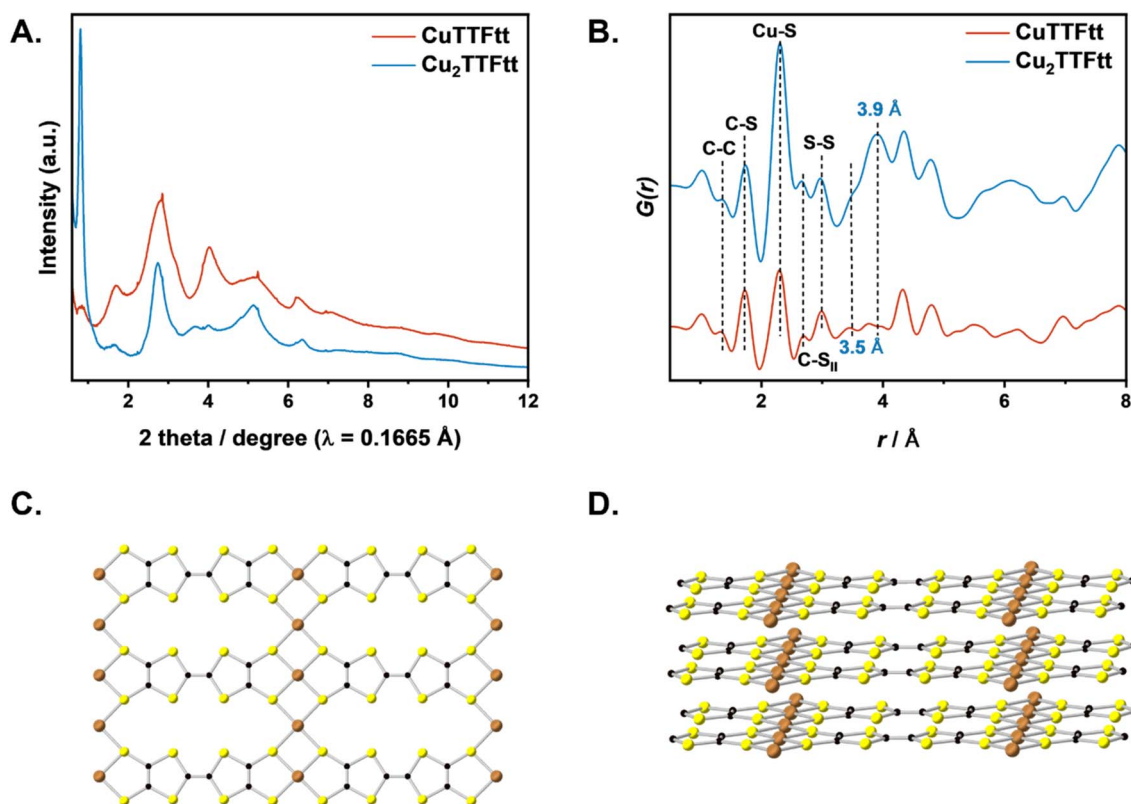 A.
CuTTFtt
Cu₂TTFtt
Intensity (a.u.)
2 4 6 8 10 12
2 theta / degree (λ = 0.1665 Å)
B.
CuTTFtt
Cu₂TTFtt
Cu-S
3.9 Å
C-S
S-S
C-C
G(r)
C-S_II
3.5 Å
2 4 6 8
r / Å
C.
D.